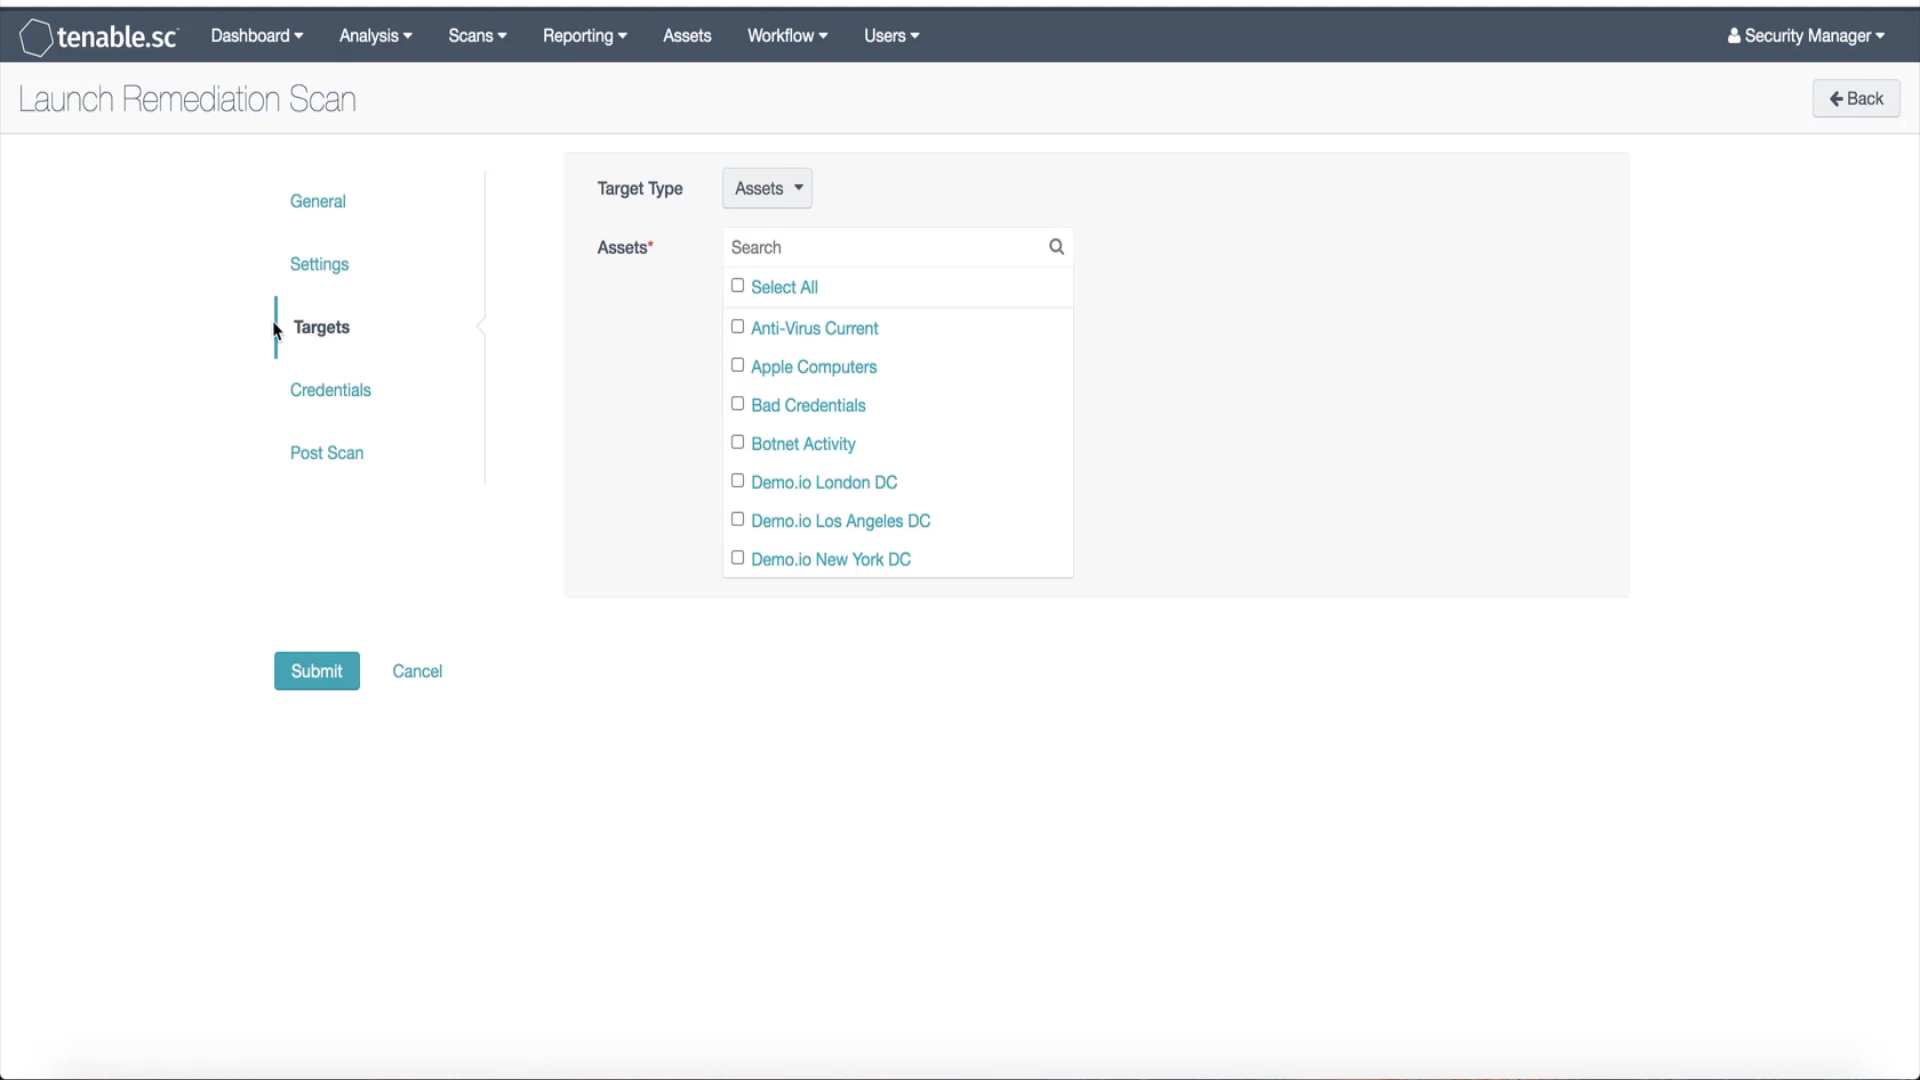 tenable.sc Dashboard Analysis Scans Reporting Assets Workflow Users Security Manager
Launch Remediation Scan
Back
General
Settings
Targets
Credentials
Post Scan
Target Type Assets
Assets* Search
Select All
Anti-Virus Current
Apple Computers
Bad Credentials
Botnet Activity
Demo.io London DC
Demo.io Los Angeles DC
Demo.io New York DC
Submit Cancel